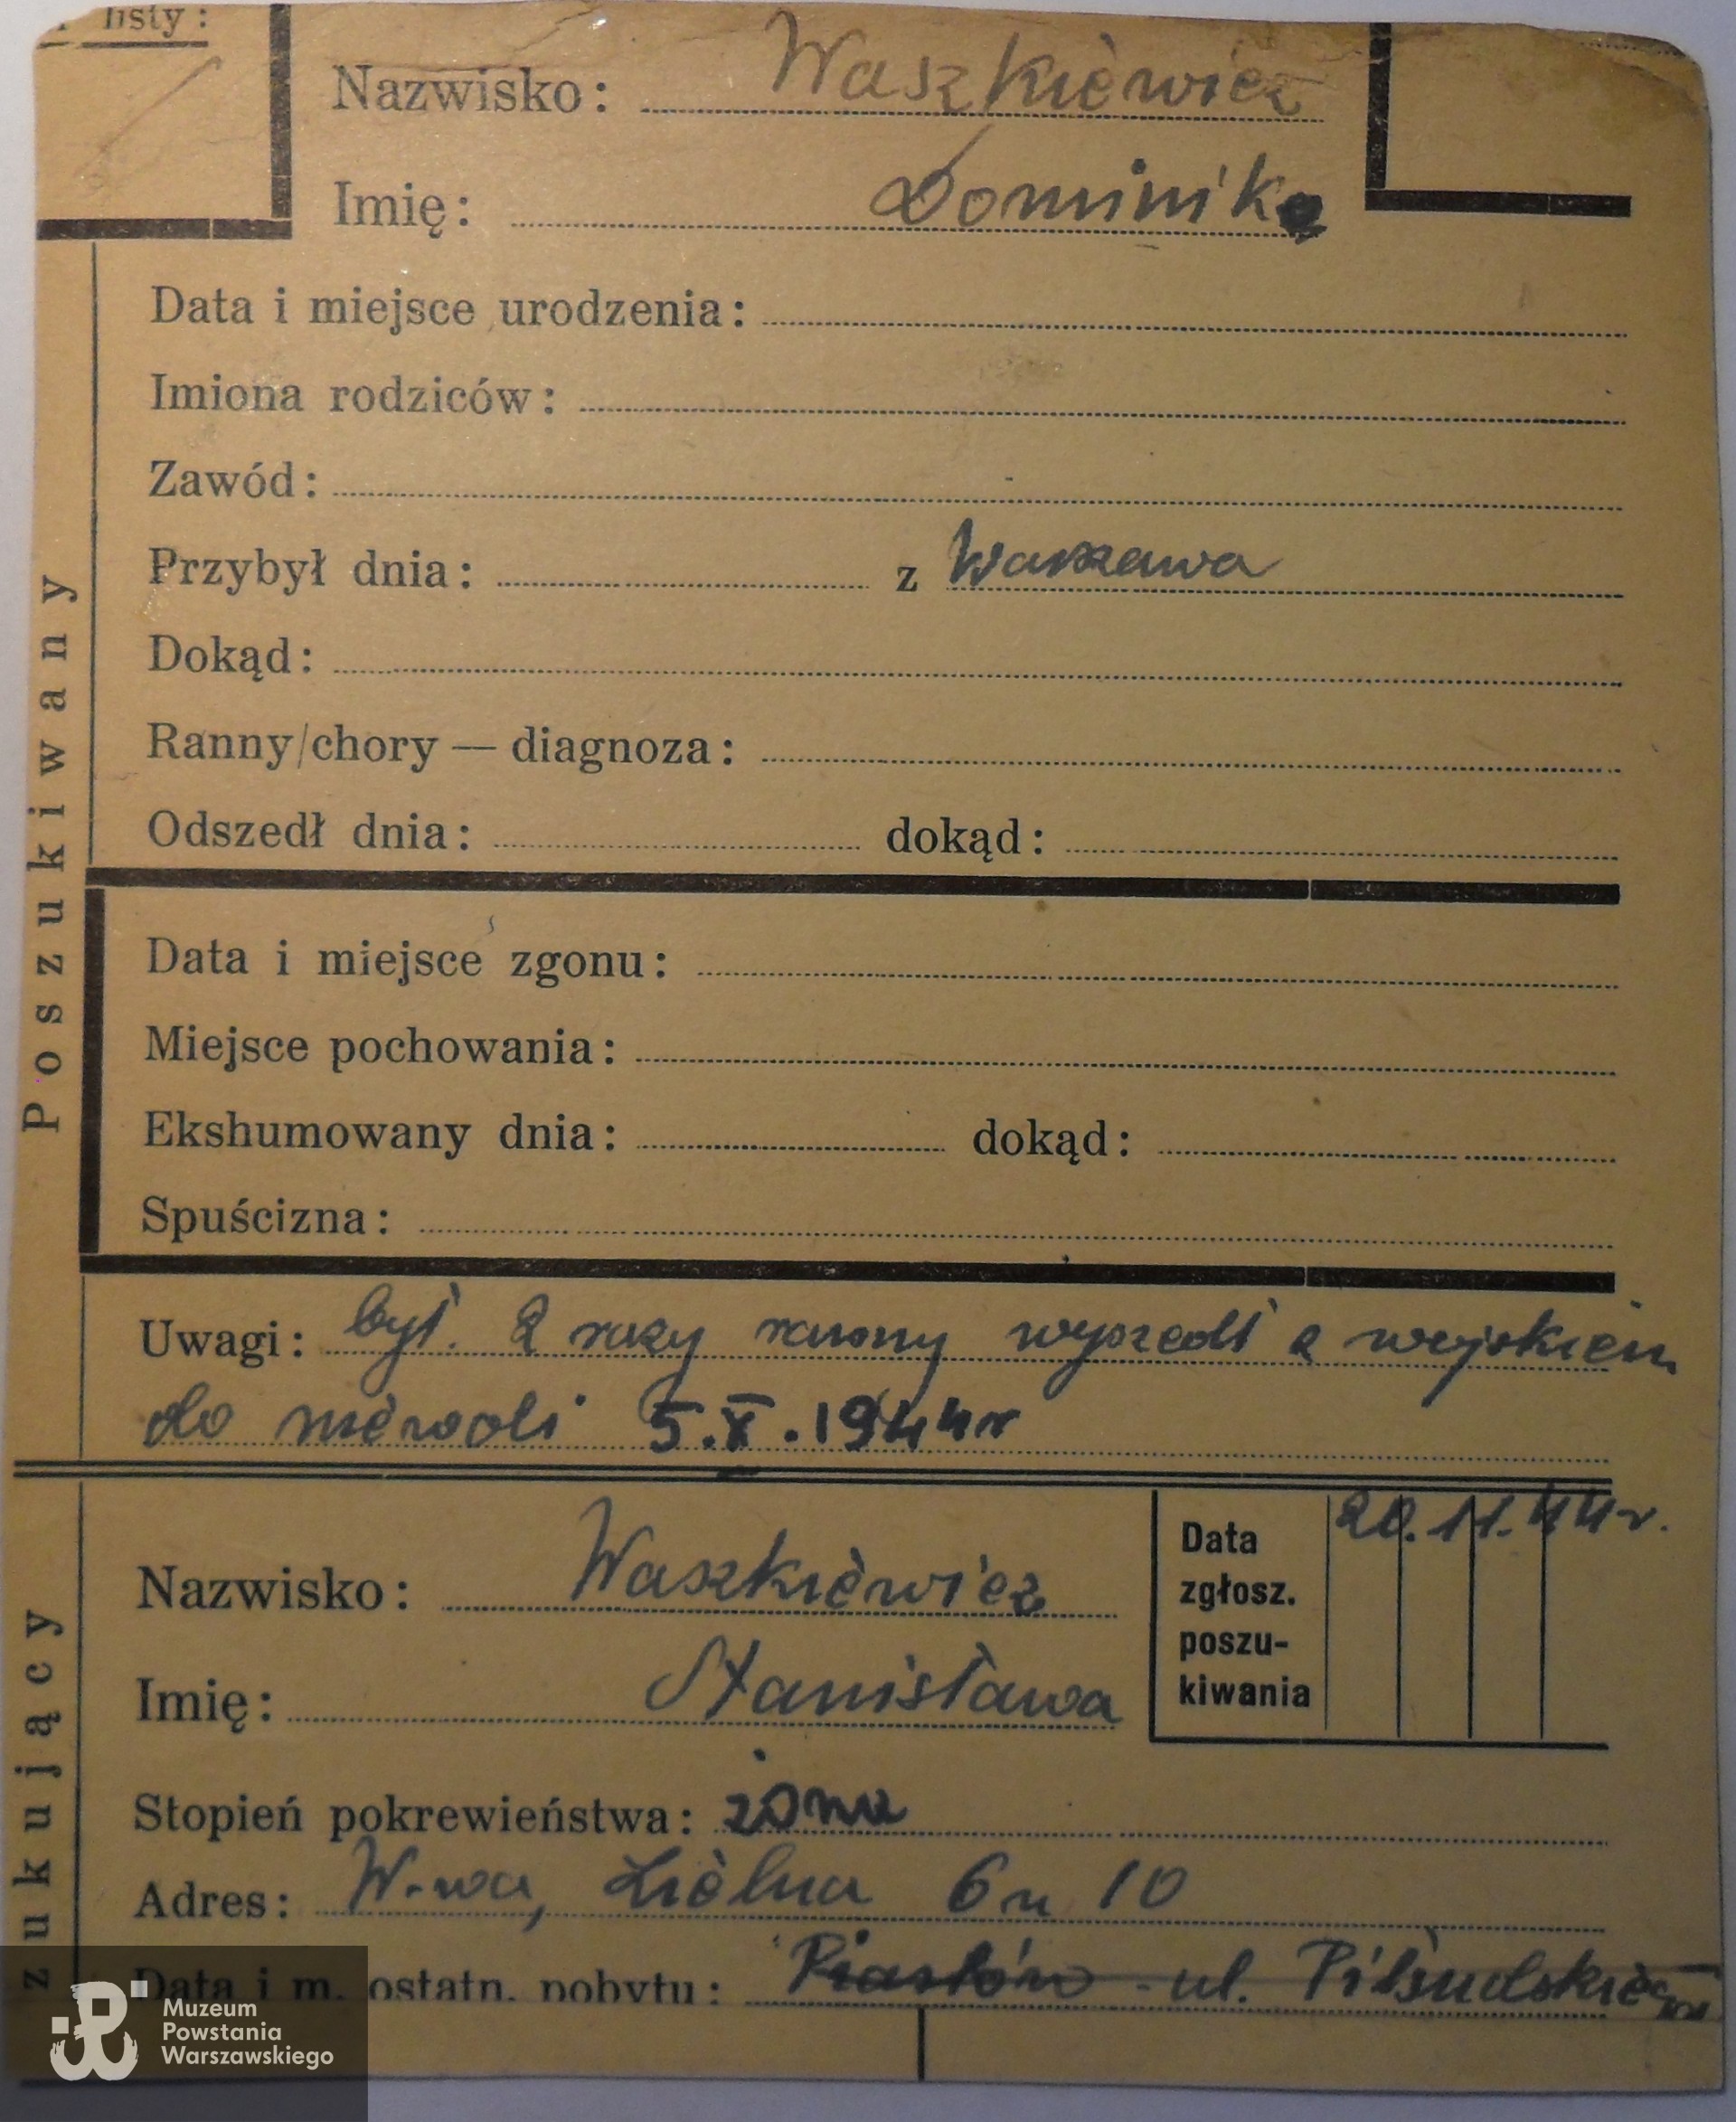 listy :
Nazwisko: Waszkiewicz
Imię: Dominik
Poszukiwany
Data i miejsce urodzenia:
Imiona rodziców:
Zawód:
Przybył dnia: z Warszawa
Dokąd:
Ranny/chory — diagnoza:
Odszedł dnia: dokąd:
Data i miejsce zgonu:
Miejsce pochowania:
Ekshumowany dnia: dokąd:
Spuścizna:
Uwagi: był. 2 razy ranny wyszedł z wojskiem
do niewoli 5.X.1944r
zukujący
Nazwisko: Waszkiewicz
Imię: Stanisława
Data 20.11.44r.
zgłosz.
poszu-
kiwania
Stopień pokrewieństwa: żona
Adres: W-wa, Zielna 6 m 10
Data i m. ostatn. pobytu: Piastów - ul.
Muzeum
Powstania
Warszawskiego